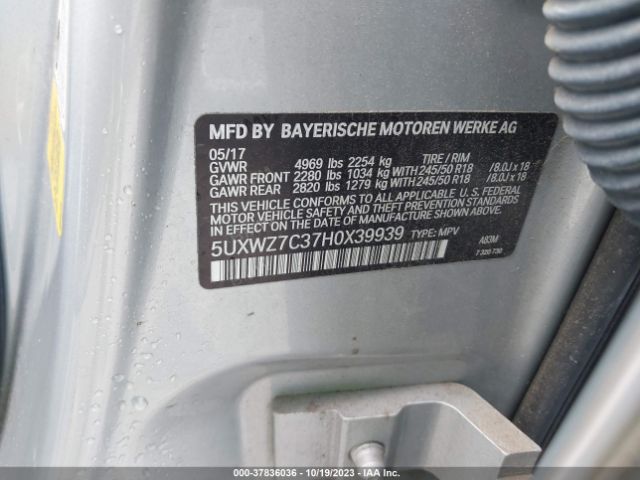 MFD BY BAYERISCHE MOTOREN WERKE AG
05/17
GVWR 4969 lbs 2254 kg TIRE / RIM
GAWR FRONT 2280 lbs 1034 kg WITH 245/50 R18 /8.0J x 18
GAWR REAR 2820 lbs 1279 kg WITH 245/50 R18 /8.0J x 18
THIS VEHICLE CONFORMS TO ALL APPLICABLE U.S. FEDERAL
MOTOR VEHICLE SAFETY AND THEFT PREVENTION STANDARDS
IN EFFECT ON THE DATE OF MANUFACTURE SHOWN ABOVE.
5UXWZ7C37H0X39939 TYPE: MPV A83M
7 320 730
000-37836036 - 10/19/2023 - IAA Inc.